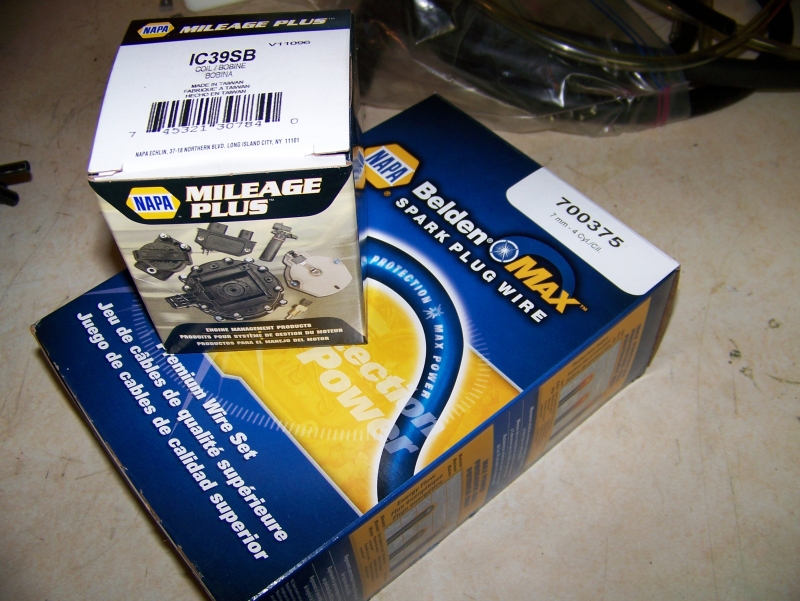 NAPA MILEAGE PLUS™
V11096
IC39SB
COIL / BOBINE
BOBINA
MADE IN TAIWAN
FABRIQUÉ A TAIWAN
HECHO EN TAIWAN
7 45321 30784 0
NAPA ECHLIN, 37-18 NORTHERN BLVD, LONG ISLAND CITY, NY 11101
NAPA MILEAGE
PLUS™
ENGINE MANAGEMENT PRODUCTS
PRODUITS POUR SYSTÈME DE GESTION DU MOTEUR
PRODUCTOS PARA EL MANEJO DEL MOTOR
NAPA
Belden® MAX™
SPARK PLUG WIRE
700375
7 mm - 4 Cyl./Cil.
PROTECTION MAX POWER
Power
Premium Wire Set
Jeu de câbles de qualité supérieure
Juego de cables de calidad superior